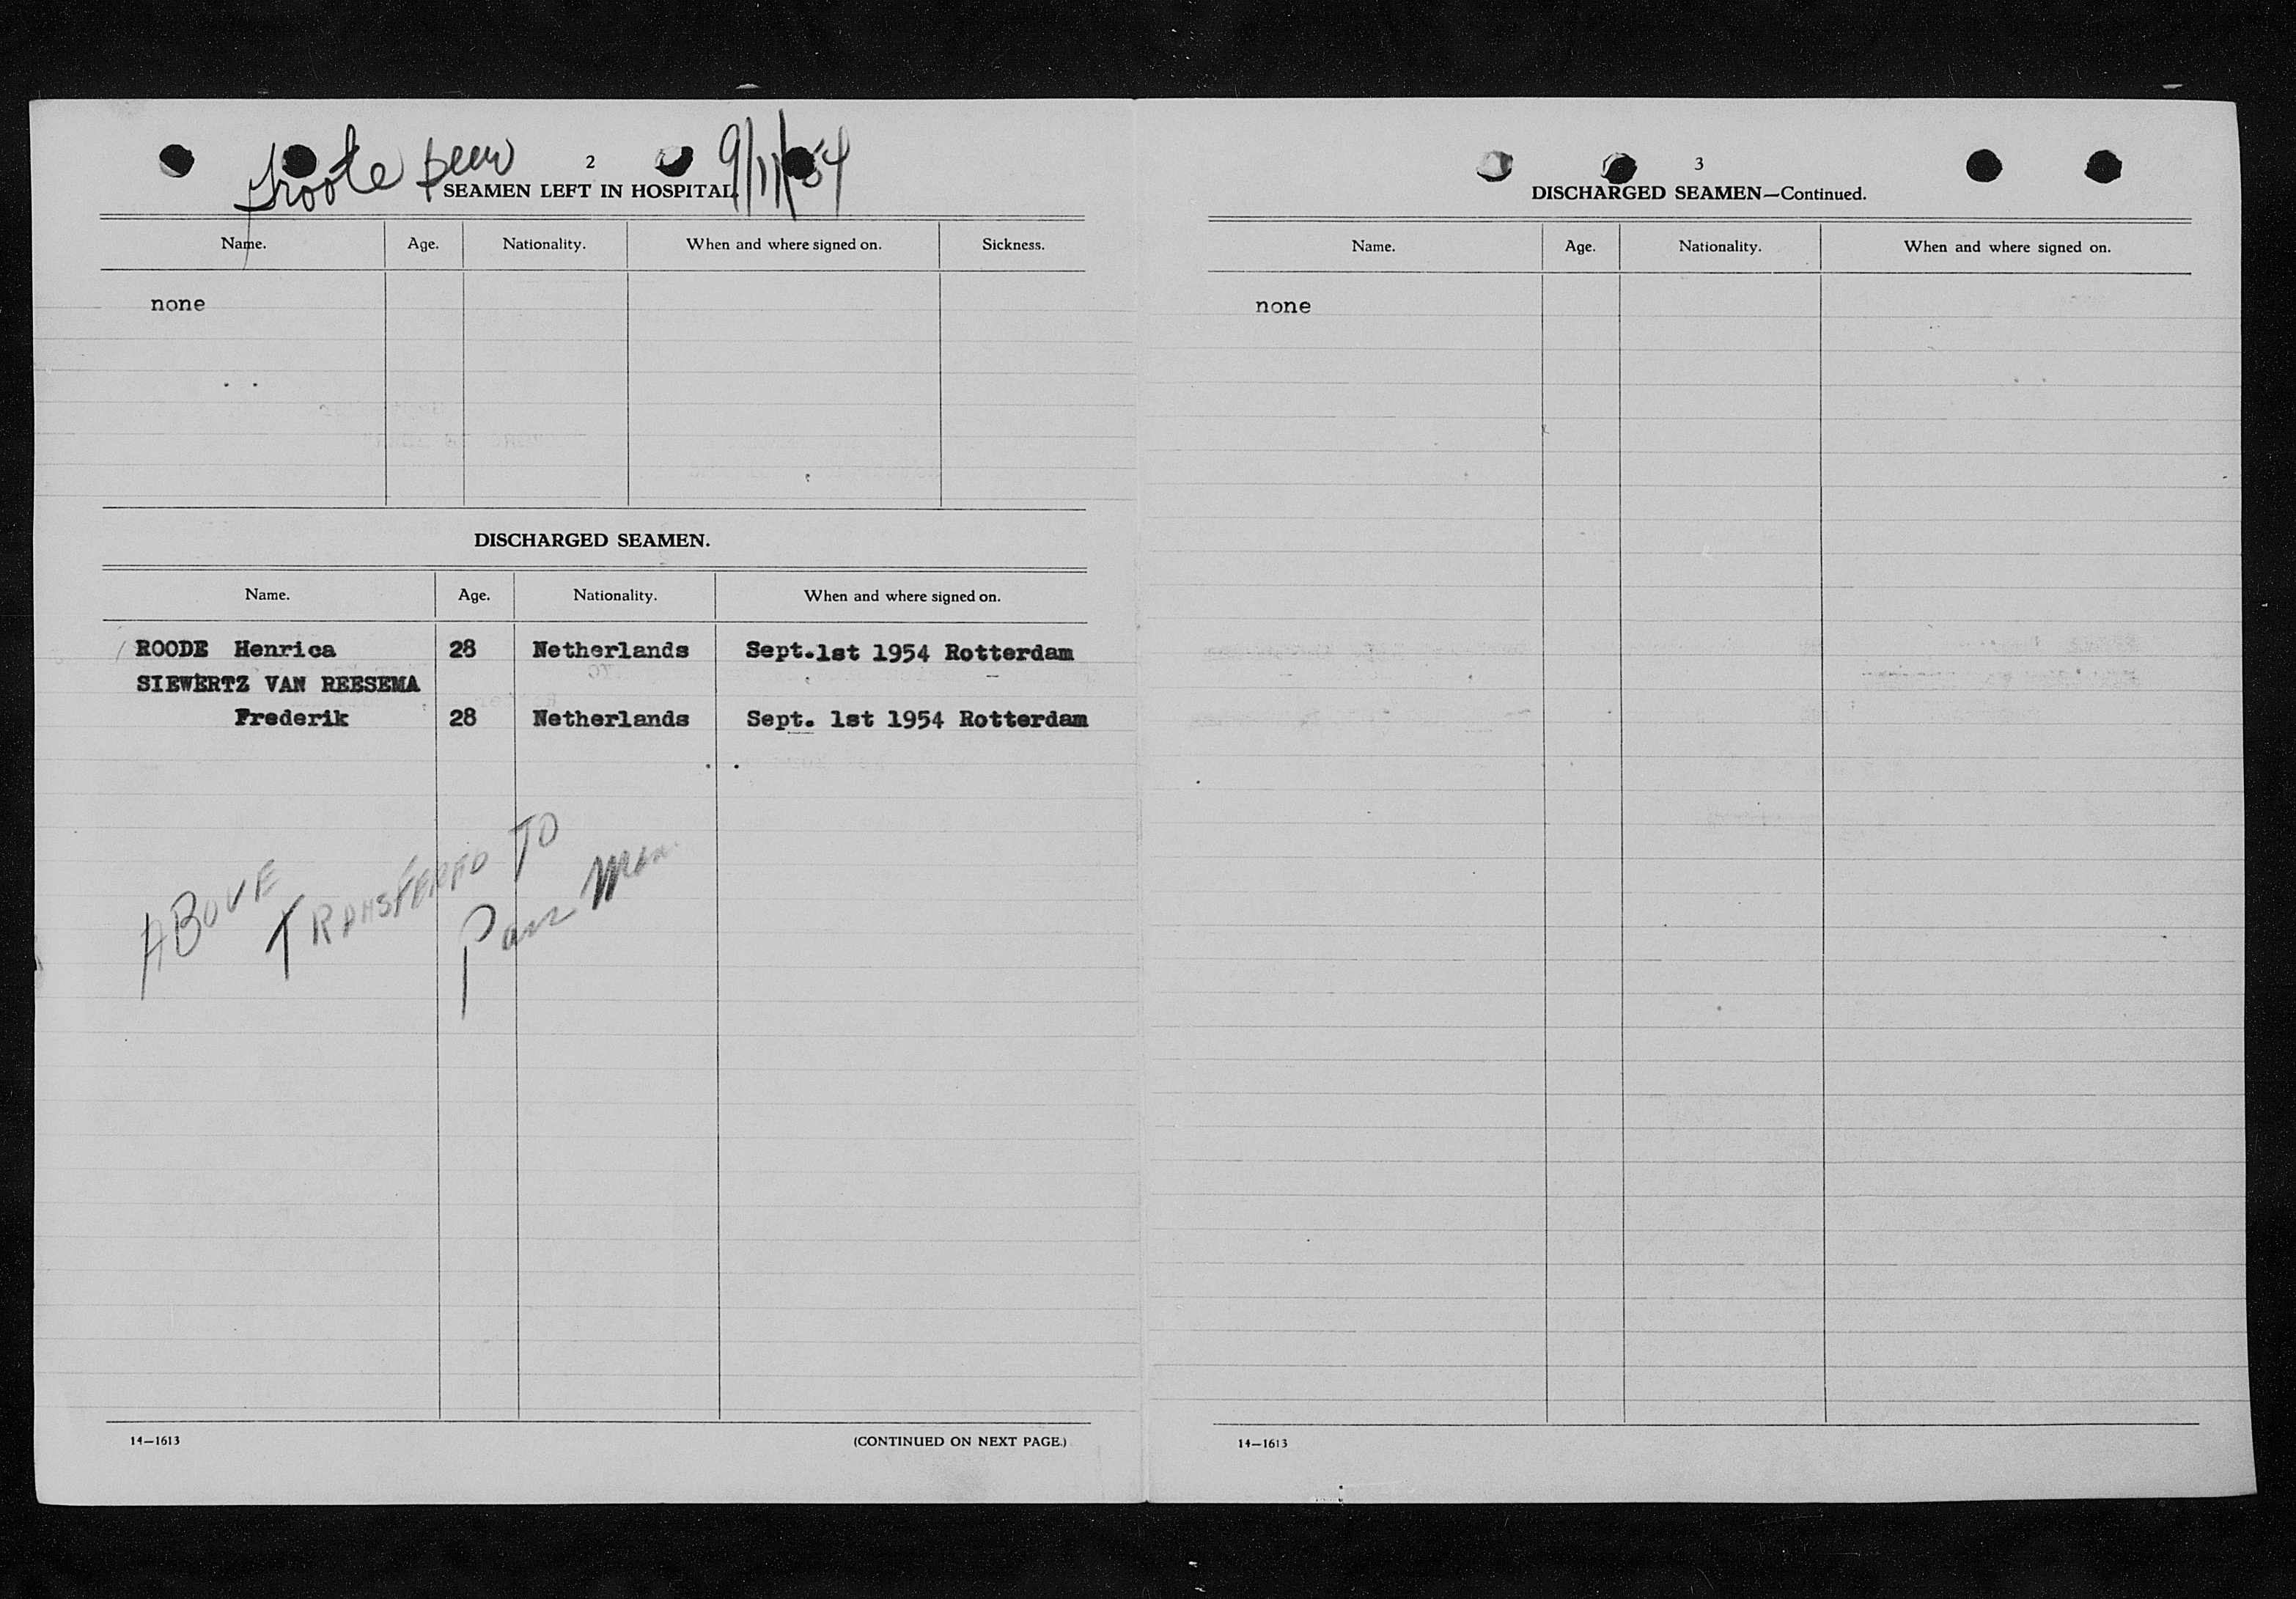 Groote Beer 9/11/54
2
SEAMEN LEFT IN HOSPITAL.
Name. Age. Nationality. When and where signed on. Sickness.
none
DISCHARGED SEAMEN.
Name. Age. Nationality. When and where signed on.
ROODE Henrica 28 Netherlands Sept.1st 1954 Rotterdam
SIEWERTZ VAN REESEMA
Frederik 28 Netherlands Sept. 1st 1954 Rotterdam
ABOVE
TRANSFERED TO
14—1613 (CONTINUED ON NEXT PAGE.)
3
DISCHARGED SEAMEN—Continued.
Name. Age. Nationality. When and where signed on.
none
14—1613